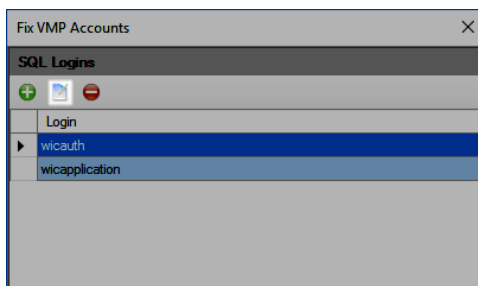 Fix VMP Accounts
SQL Logins
Login
wicauth
wicapplication